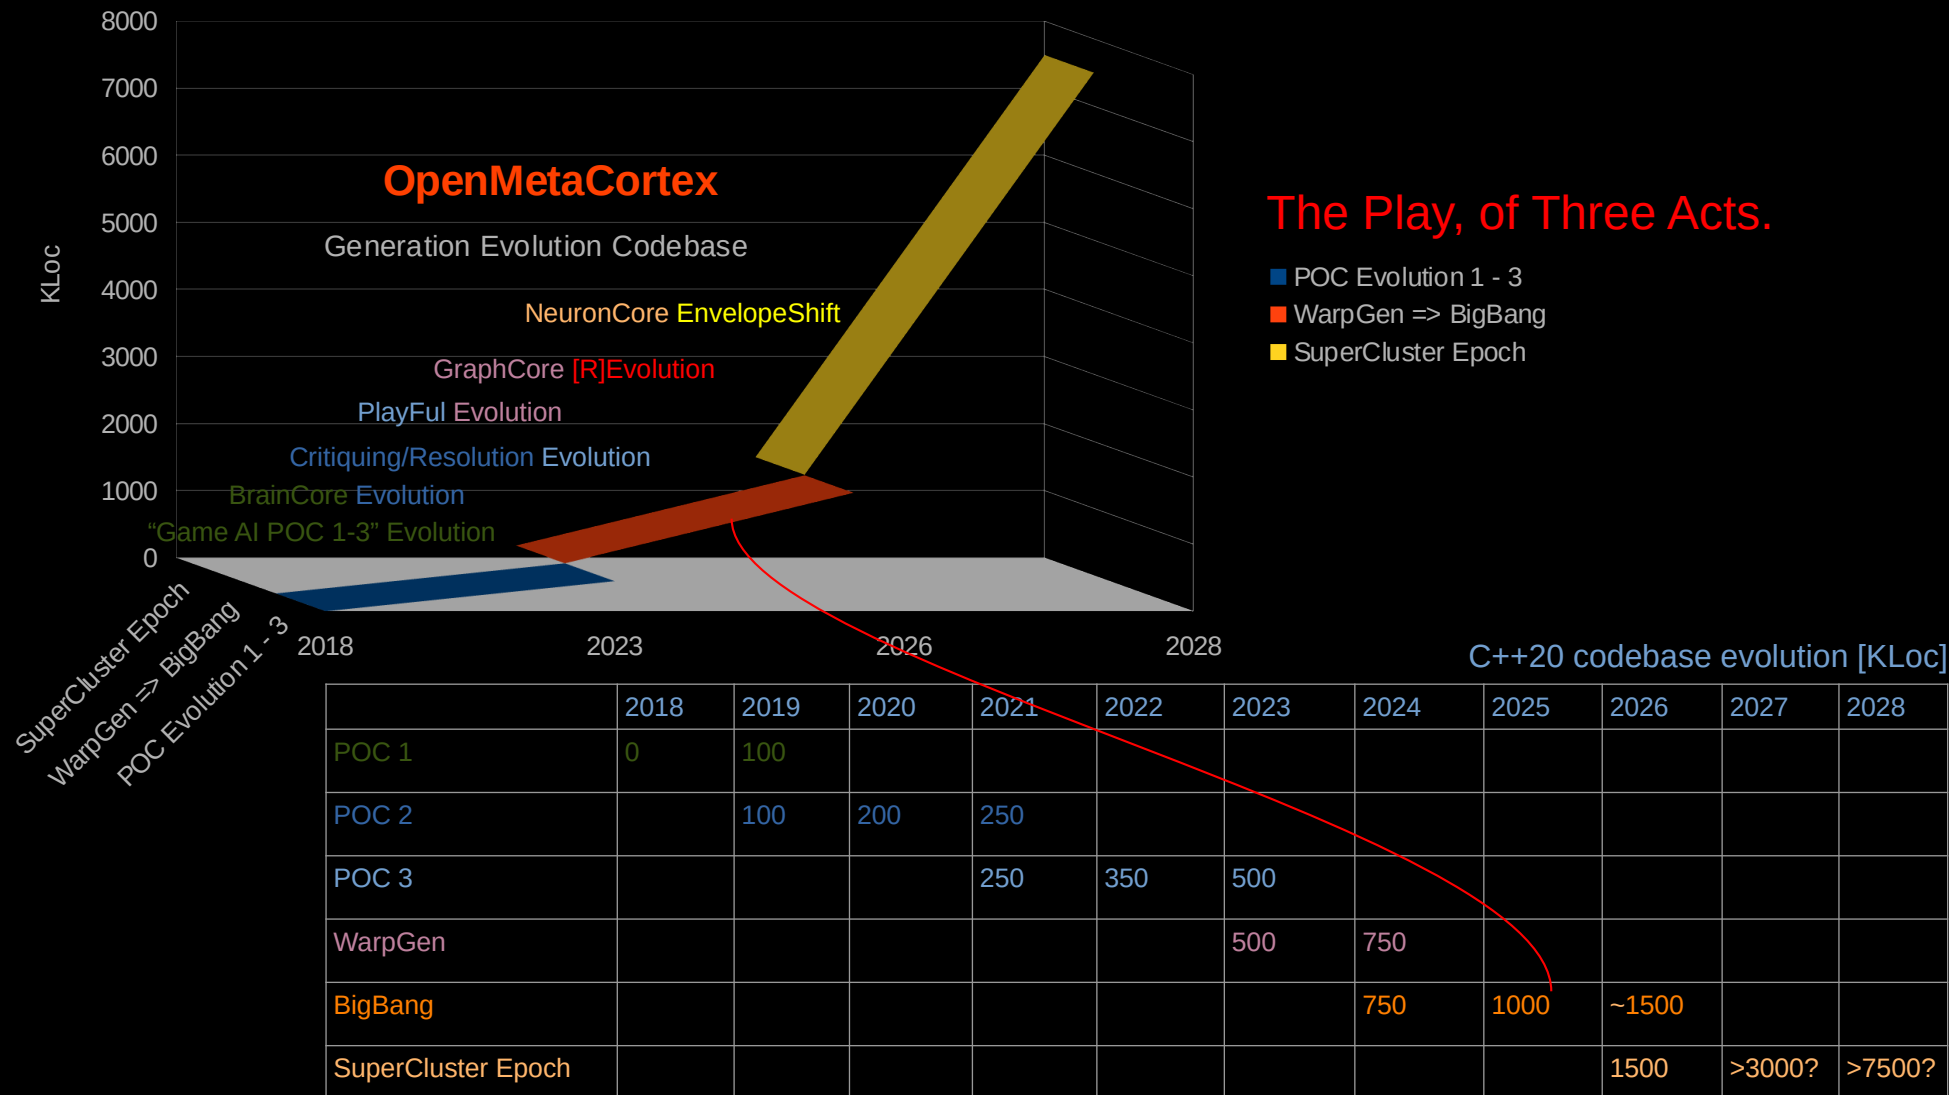 8000
7000
6000
5000
4000
3000
2000
1000
0
KLoc
OpenMetaCortex
Generation Evolution Codebase
NeuronCore EnvelopeShift
GraphCore [R]Evolution
PlayFul Evolution
Critiquing/Resolution Evolution
BrainCore Evolution
“Game AI POC 1-3” Evolution
The Play, of Three Acts.
POC Evolution 1 - 3
WarpGen => BigBang
SuperCluster Epoch
SuperCluster Epoch
WarpGen => BigBang
POC Evolution 1 - 3
2018 2023 2026 2028
C++20 codebase evolution [KLoc]
2018 2019 2020 2021 2022 2023 2024 2025 2026 2027 2028
POC 1 0 100
POC 2 100 200 250
POC 3 250 350 500
WarpGen 500 750
BigBang 750 1000 ~1500
SuperCluster Epoch 1500 >3000? >7500?